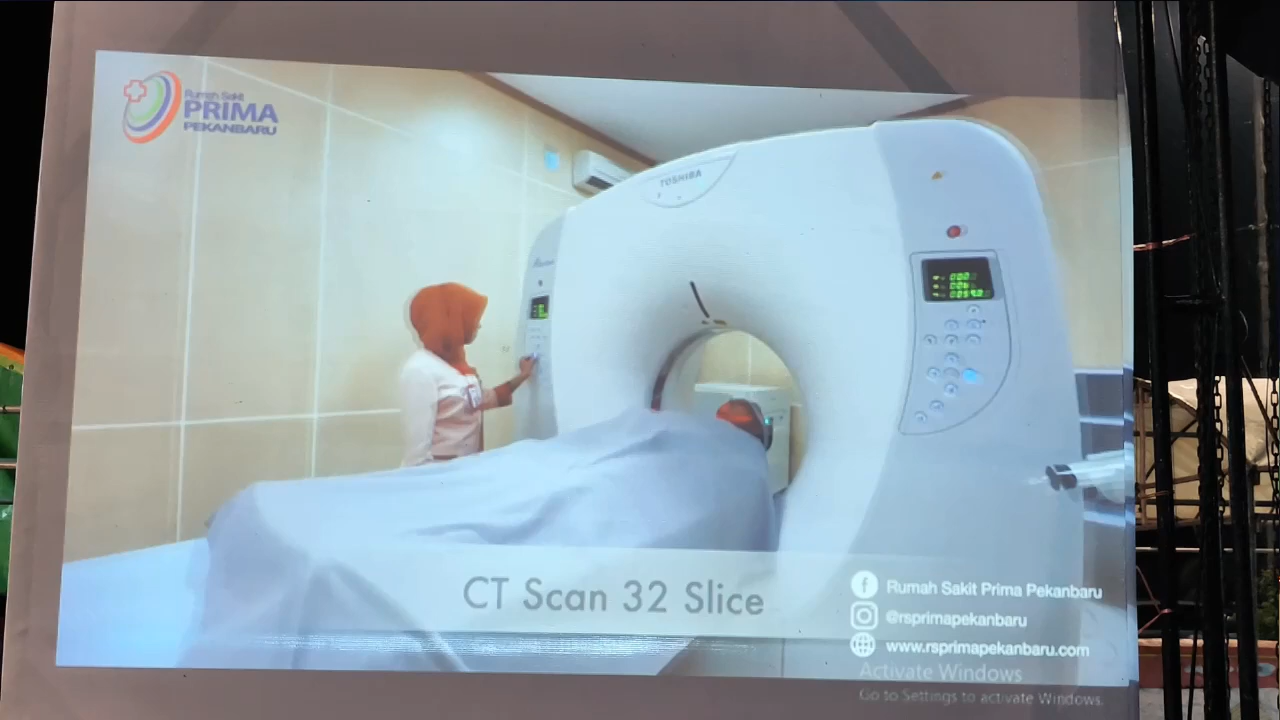 Rumah Sakit
PRIMA
PEKANBARU
TOSHIBA
CT Scan 32 Slice
Rumah Sakit Prima Pekanbaru
@rsprimapekanbaru
www.rsprimapekanbaru.com
Activate Windows
Go to Settings to activate Windows.